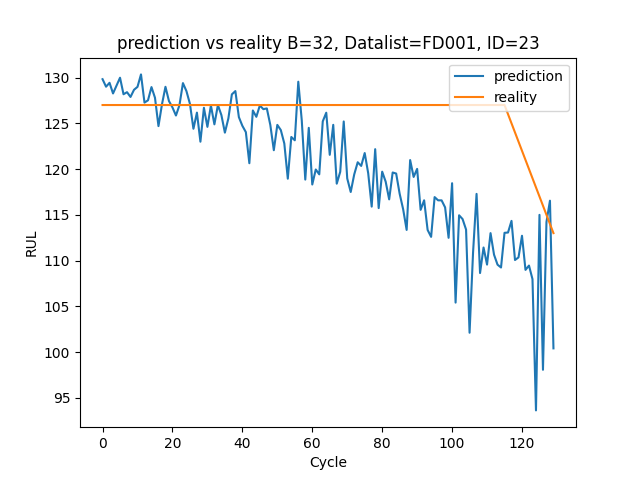 prediction vs reality B=32, Datalist=FD001, ID=23
prediction
reality
RUL
130
125
120
115
110
105
100
95
0 20 40 60 80 100 120
Cycle